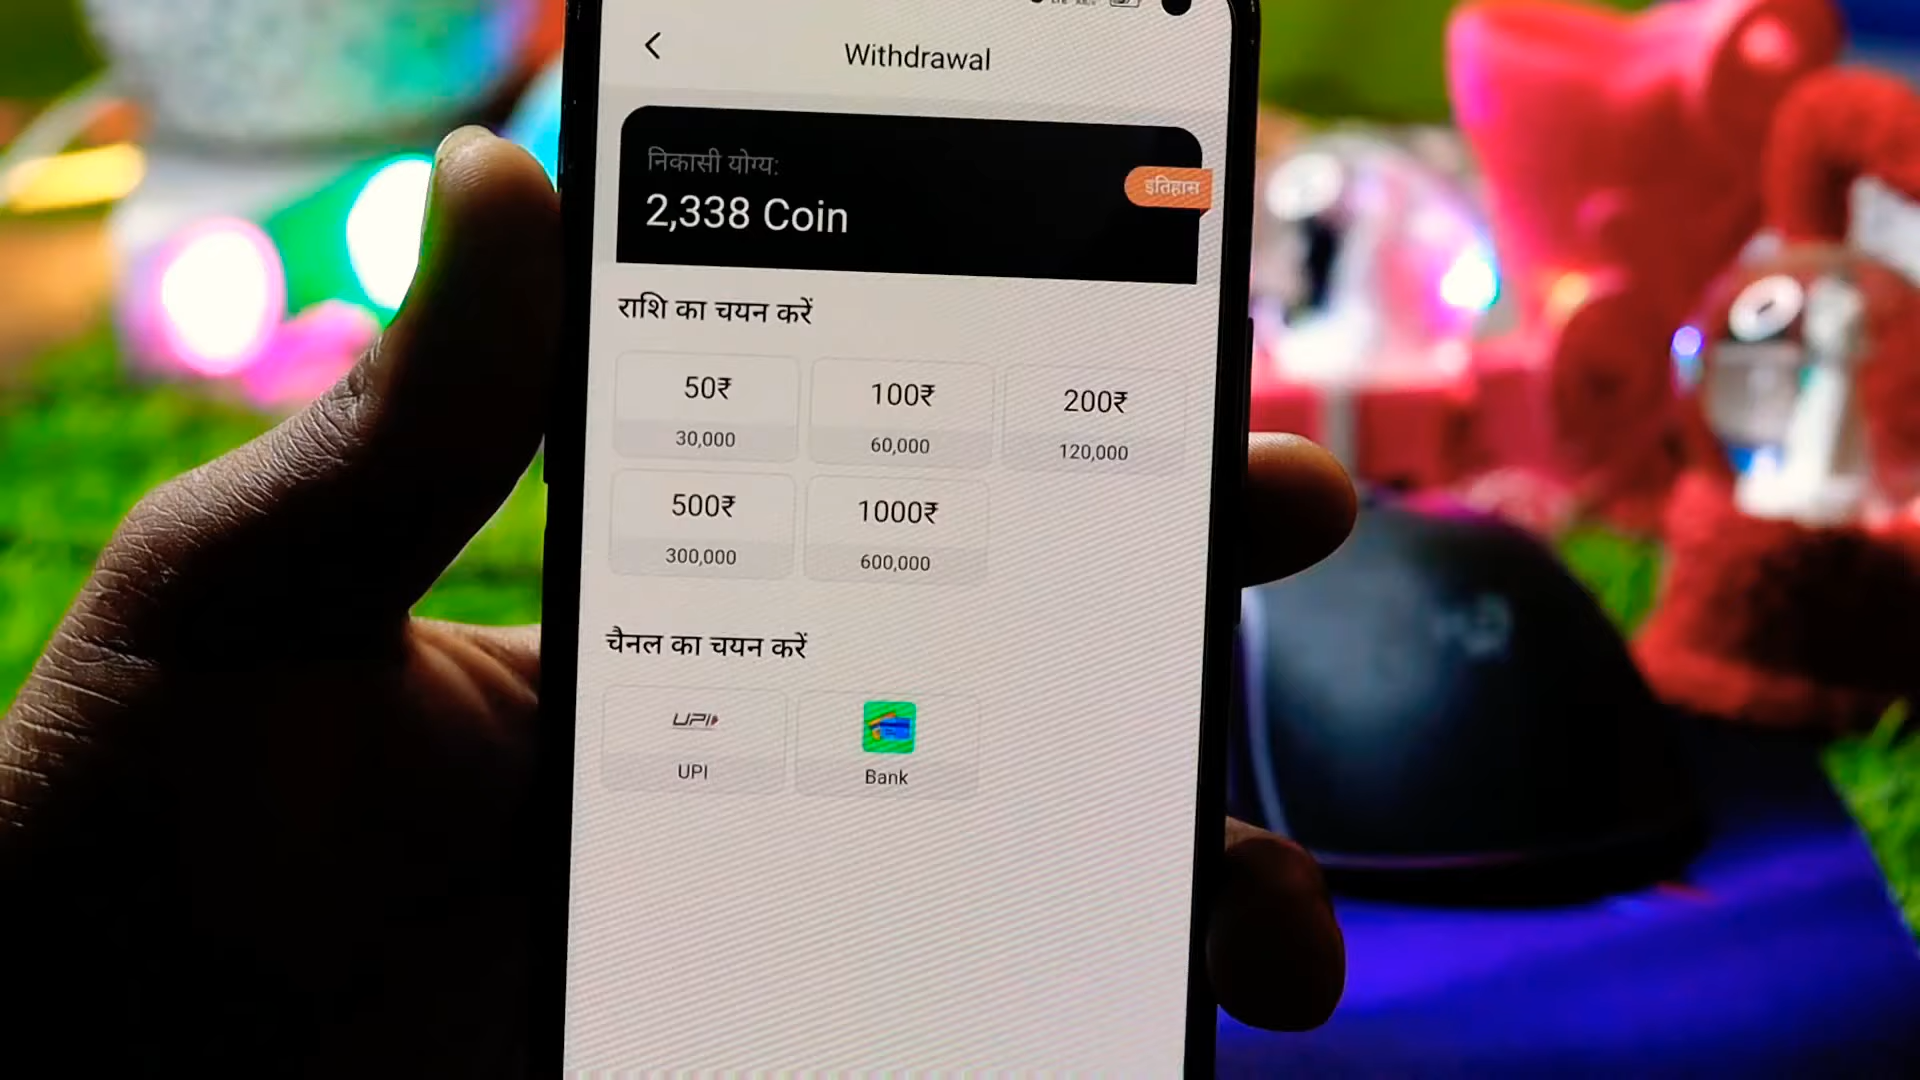 Withdrawal
निकासी योग्य:
2,338 Coin
इतिहास
राशि का चयन करें
50₹ 100₹ 200₹
30,000 60,000 120,000
500₹ 1000₹
300,000 600,000
चैनल का चयन करें
UPI
UPI Bank